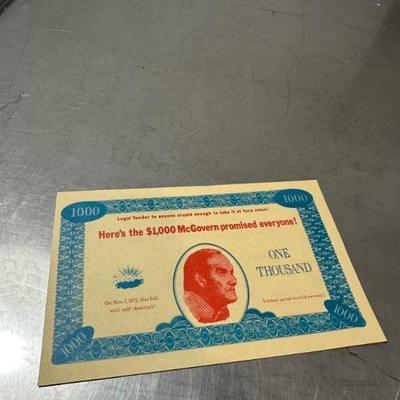 Legal Tender to anyone stupid enough to take it at face value!
1000
1000
Here's the $1,000 McGovern promised everyone!
ONE
THOUSAND
On Nov. 7, 1972 this bill
will self-destruct!
1000
1000